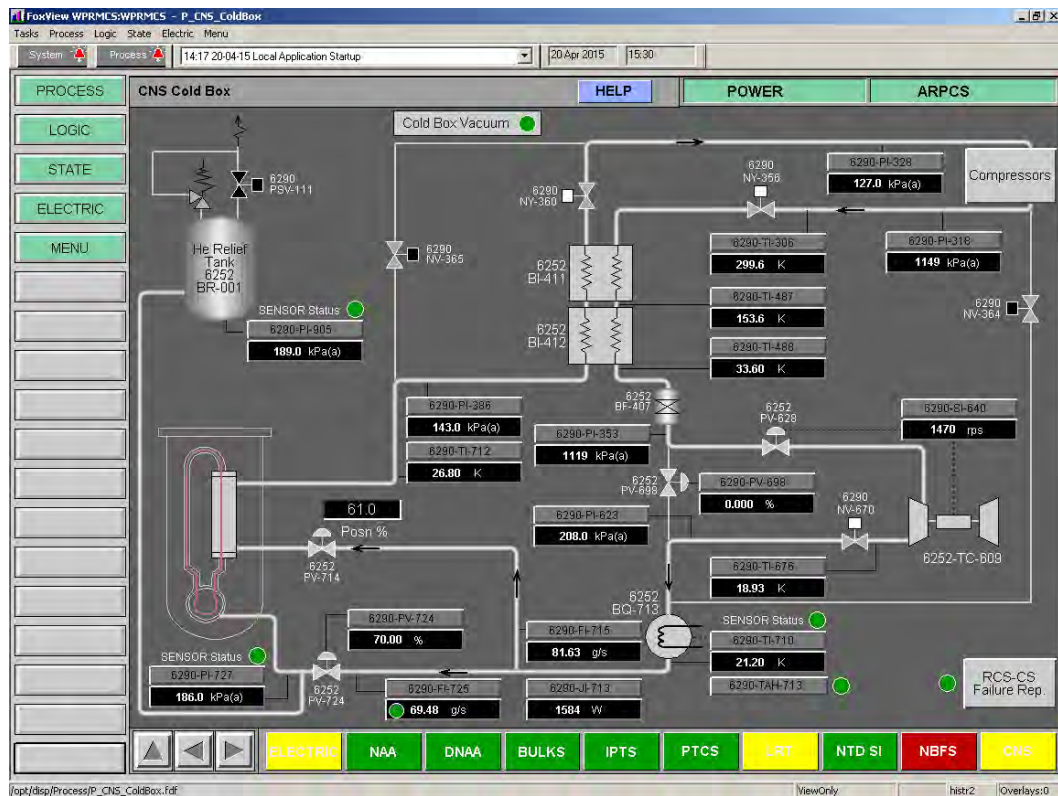 FoxView WPRMCS:WPRMCS - P_CNS_ColdBox
Tasks Process Logic State Electric Menu
System Process 14:17 20-04-15 Local Application Startup 20 Apr 2015 15:30
PROCESS
LOGIC
STATE
ELECTRIC
MENU
CNS Cold Box HELP POWER ARPCS
Cold Box Vacuum
6290
PSV-111
He Relief
Tank
6252
BR-001
SENSOR Status
6290-PI-905
189.0 kPa(a)
6290
NV-365
6290
NY-360
6290
NY-356
6290-PI-328
127.0 kPa(a)
Compressors
6290-PI-318
1149 kPa(a)
6252
BI-411
6290-TI-306
299.6 K
6290-TI-487
153.6 K
6252
BI-412
6290-TI-488
33.60 K
6290
NV-364
6290-PI-386
143.0 kPa(a)
6290-TI-712
26.80 K
6252
BF-407
6290-PI-353
1119 kPa(a)
6252
PV-628
6290-SI-640
1470 rps
6252
PV-698
6290-PV-698
0.000 %
6290-PI-623
208.0 kPa(a)
6290
NV-670
6252-TC-609
6290-TI-676
18.93 K
61.0
Posn %
6252
PV-714
6252
BQ-713
6290-PV-724
70.00 %
6290-FI-715
81.63 g/s
SENSOR Status
6290-TI-710
21.20 K
6290-TAH-713
SENSOR Status
6290-PI-727
186.0 kPa(a)
6252
PV-724
6290-FI-725
69.48 g/s
6290-JI-713
1584 W
RCS-CS
Failure Rep.
ELECTRIC NAA DNAA BULKS IPTS PTCS LRT NTD SI NBFS CNS
/opt/disp/Process/P_CNS_ColdBox.fdf ViewOnly histr2 Overlays:0